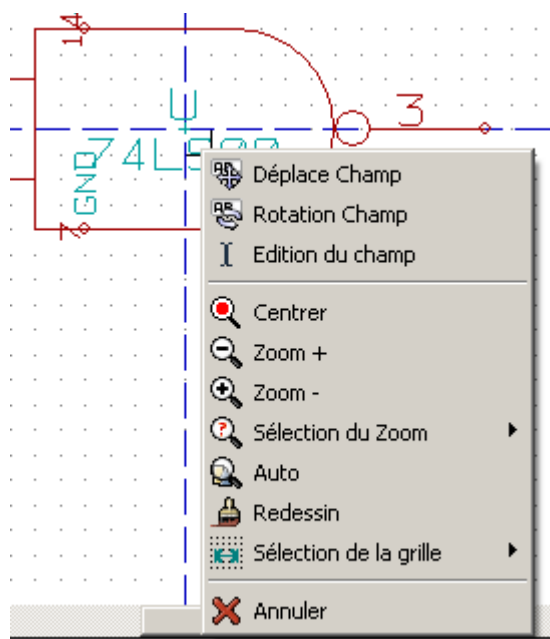 14
U
3
74LS00
GND
7
Déplace Champ
Rotation Champ
Edition du champ
Centrer
Zoom +
Zoom -
Sélection du Zoom
Auto
Redessin
Sélection de la grille
Annuler